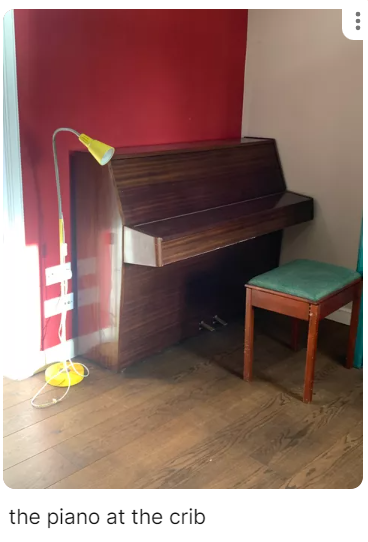 the piano at the crib